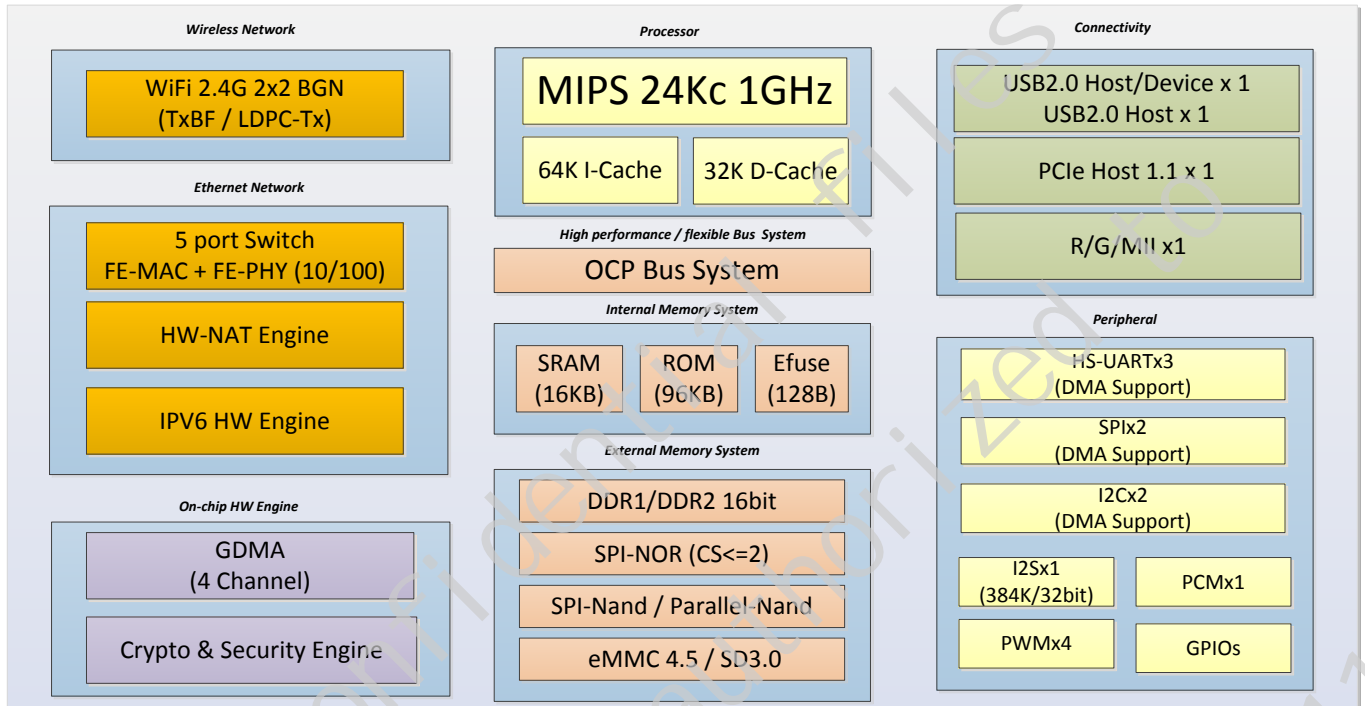 Wireless Network
WiFi 2.4G 2x2 BGN
(TxBF / LDPC-Tx)
Ethernet Network
5 port Switch
FE-MAC + FE-PHY (10/100)
HW-NAT Engine
IPV6 HW Engine
On-chip HW Engine
GDMA
(4 Channel)
Crypto & Security Engine
Processor
MIPS 24Kc 1GHz
64K I-Cache
32K D-Cache
High performance / flexible Bus System
OCP Bus System
Internal Memory System
SRAM
(16KB)
ROM
(96KB)
Efuse
(128B)
External Memory System
DDR1/DDR2 16bit
SPI-NOR (CS<=2)
SPI-Nand / Parallel-Nand
eMMC 4.5 / SD3.0
Connectivity
USB2.0 Host/Device x 1
USB2.0 Host x 1
PCIe Host 1.1 x 1
R/G/MII x1
Peripheral
HS-UARTx3
(DMA Support)
SPIx2
(DMA Support)
I2Cx2
(DMA Support)
I2Sx1
(384K/32bit)
PCMx1
PWMx4
GPIOs
onfidential files
authorized to